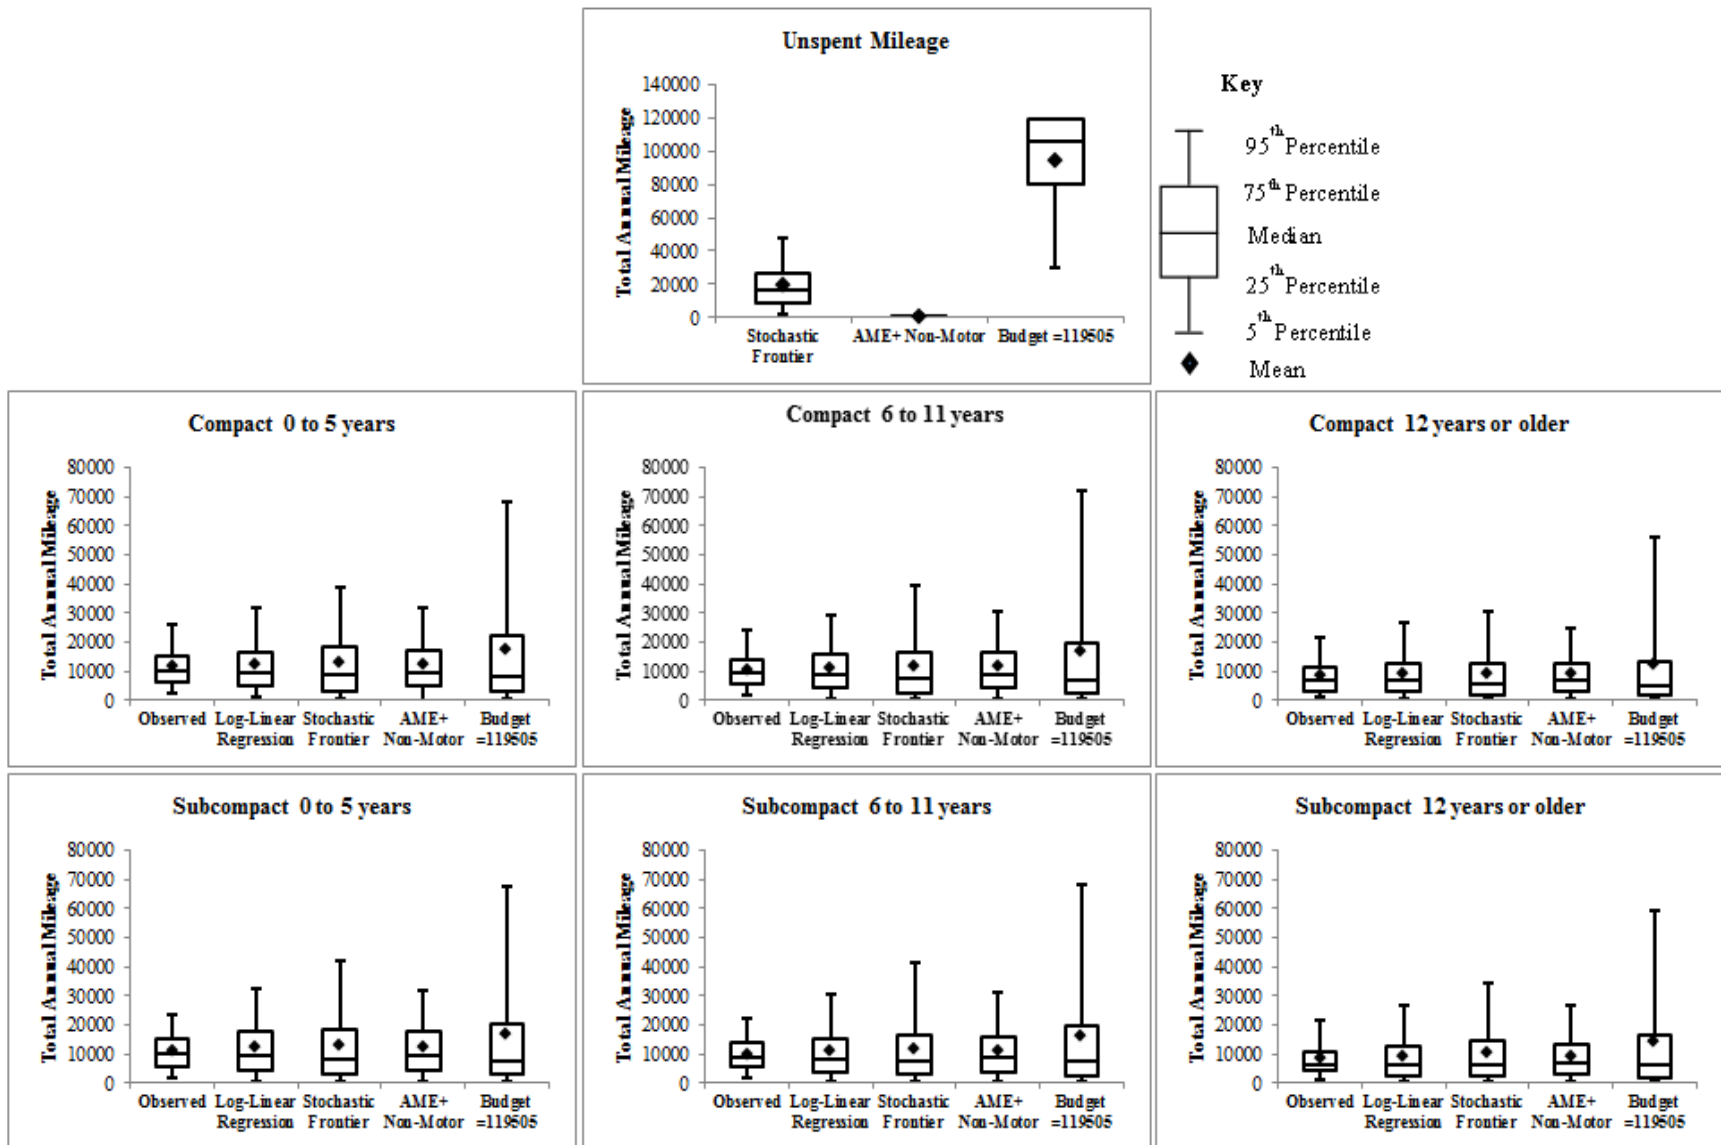 Unspent Mileage
Total Annual Mileage
140000
120000
100000
80000
60000
40000
20000
0
Stochastic
Frontier
AME+ Non-Motor
Budget =119505
Key
95th Percentile
75th Percentile
Median
25th Percentile
5th Percentile
Mean
Compact 0 to 5 years
Total Annual Mileage
80000
70000
60000
50000
40000
30000
20000
10000
0
Observed Log-Linear Stochastic AME+ Budget
Regression Frontier Non-Motor =119505
Compact 6 to 11 years
Total Annual Mileage
80000
70000
60000
50000
40000
30000
20000
10000
0
Observed Log-Linear Stochastic AME+ Budget
Regression Frontier Non-Motor =119505
Compact 12 years or older
Total Annual Mileage
80000
70000
60000
50000
40000
30000
20000
10000
0
Observed Log-Linear Stochastic AME+ Budget
Regression Frontier Non-Motor =119505
Subcompact 0 to 5 years
Total Annual Mileage
80000
70000
60000
50000
40000
30000
20000
10000
0
Observed Log-Linear Stochastic AME+ Budget
Regression Frontier Non-Motor =119505
Subcompact 6 to 11 years
Total Annual Mileage
80000
70000
60000
50000
40000
30000
20000
10000
0
Observed Log-Linear Stochastic AME+ Budget
Regression Frontier Non-Motor =119505
Subcompact 12 years or older
Total Annual Mileage
80000
70000
60000
50000
40000
30000
20000
10000
0
Observed Log-Linear Stochastic AME+ Budget
Regression Frontier Non-Motor =119505